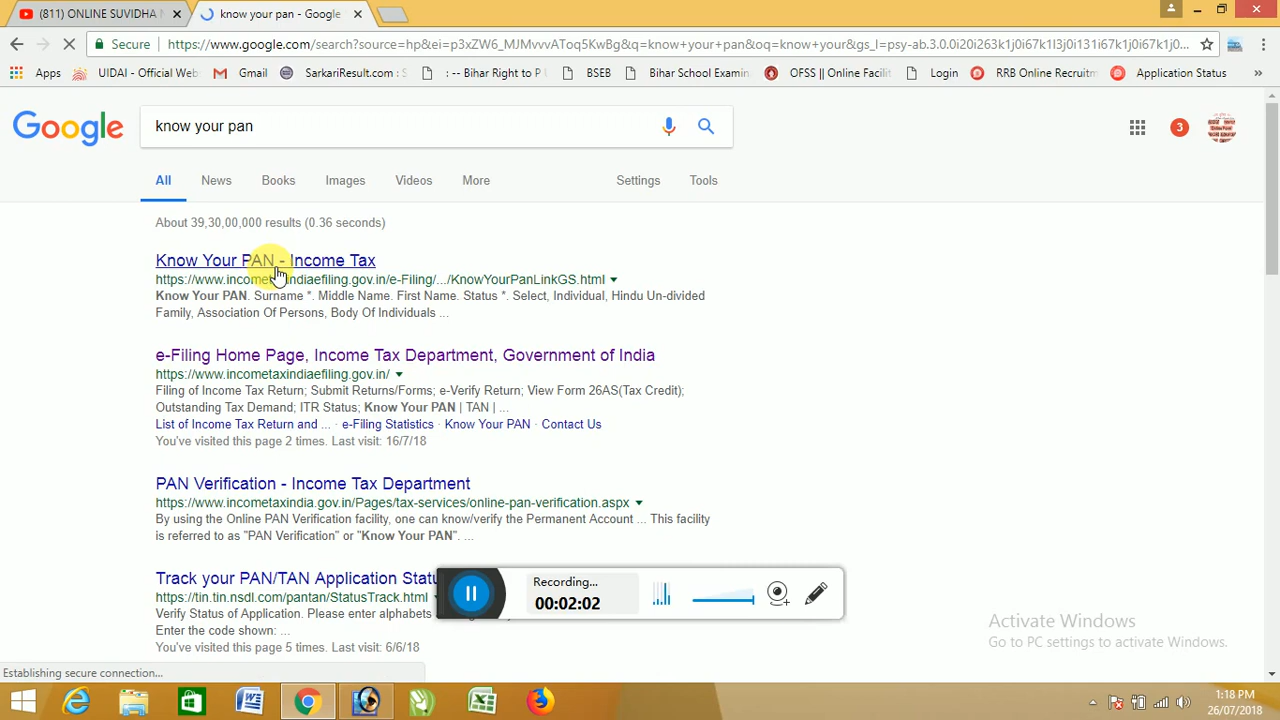 (811) ONLINE SUVIDHA
know your pan - Google
Secure
https://www.google.com/search?source=hp&ei=p3xZW6_MJMvvvAToq5KwBg&q=know+your+pan&oq=know+your&gs_l=psy-ab.3.0.0i20i263k1j0i67k1l3j0i131i67k1j0i67k1j0...
Apps
UIDAI - Official Web
Gmail
SarkariResult.com :
: -- Bihar Right to P
BSEB
Bihar School Examin
OFSS || Online Facilit
Login
RRB Online Recruitm
Application Status
»
Google
know your pan
3
All
News
Books
Images
Videos
More
Settings
Tools
About 39,30,00,000 results (0.36 seconds)
Know Your PAN - Income Tax
https://www.incometaxindiaefiling.gov.in/e-Filing/.../KnowYourPanLinkGS.html
Know Your PAN. Surname *. Middle Name. First Name. Status *. Select, Individual, Hindu Un-divided
Family, Association Of Persons, Body Of Individuals ...
e-Filing Home Page, Income Tax Department, Government of India
https://www.incometaxindiaefiling.gov.in/
Filing of Income Tax Return; Submit Returns/Forms; e-Verify Return; View Form 26AS(Tax Credit);
Outstanding Tax Demand; ITR Status; Know Your PAN | TAN | ...
List of Income Tax Return and ... · e-Filing Statistics · Know Your PAN · Contact Us
You've visited this page 2 times. Last visit: 16/7/18
PAN Verification - Income Tax Department
https://www.incometaxindia.gov.in/Pages/tax-services/online-pan-verification.aspx
By using the Online PAN Verification facility, one can know/verify the Permanent Account ... This facility
is referred to as "PAN Verification" or "Know Your PAN". ...
Track your PAN/TAN Application Statu
https://tin.tin.nsdl.com/pantan/StatusTrack.html
Verify Status of Application. Please enter alphabets
Enter the code shown: ...
You've visited this page 5 times. Last visit: 6/6/18
Recording...
00:02:02
Activate Windows
Go to PC settings to activate Windows.
Establishing secure connection...
1:18 PM
26/07/2018